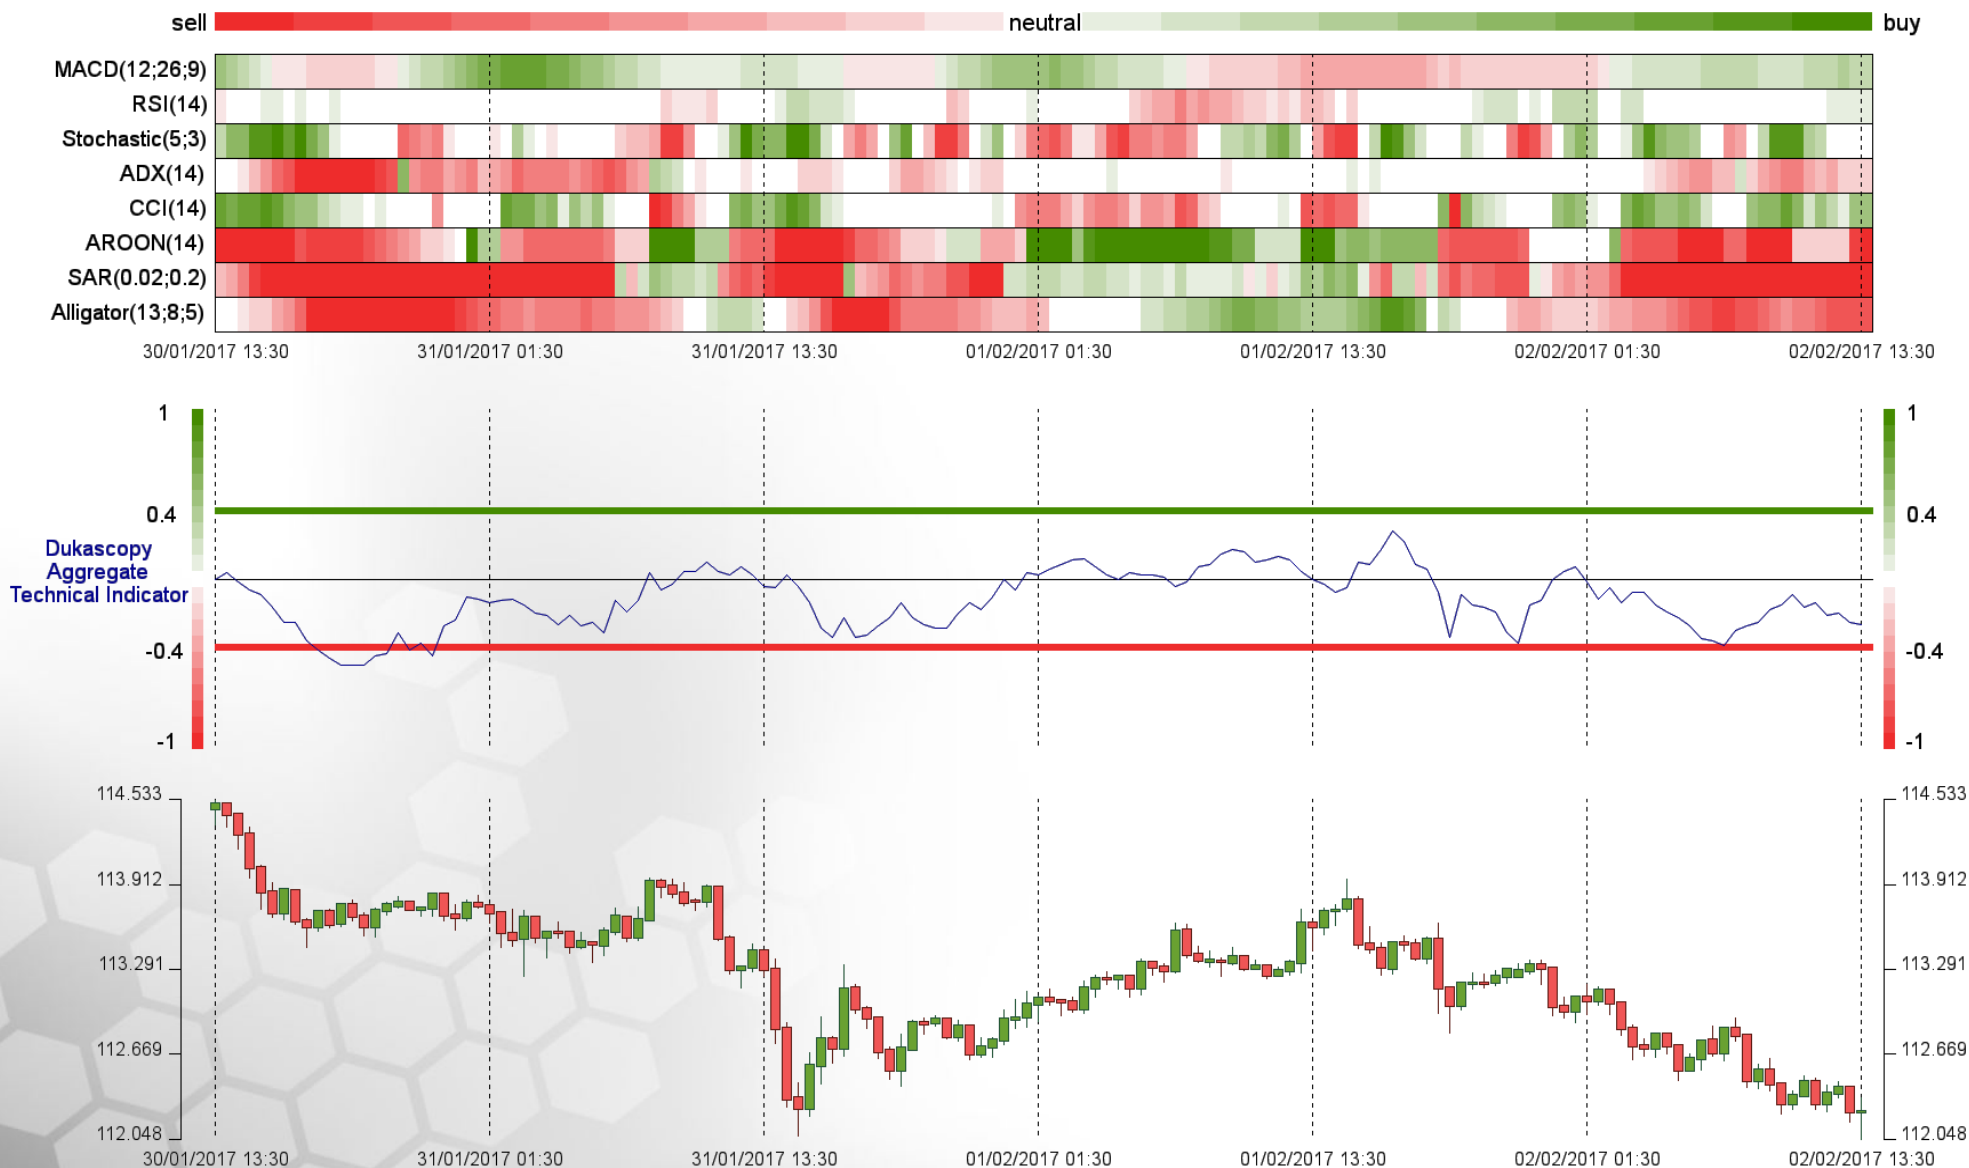 sell neutral buy
MACD(12;26;9)
RSI(14)
Stochastic(5;3)
ADX(14)
CCI(14)
AROON(14)
SAR(0.02;0.2)
Alligator(13;8;5)
30/01/2017 13:30 31/01/2017 01:30 31/01/2017 13:30 01/02/2017 01:30 01/02/2017 13:30 02/02/2017 01:30 02/02/2017 13:30
1 1
0.4 0.4
Dukascopy
Aggregate
Technical Indicator
-0.4 -0.4
-1 -1
114.533 114.533
113.912 113.912
113.291 113.291
112.669 112.669
112.048 112.048
30/01/2017 13:30 31/01/2017 01:30 31/01/2017 13:30 01/02/2017 01:30 01/02/2017 13:30 02/02/2017 01:30 02/02/2017 13:30